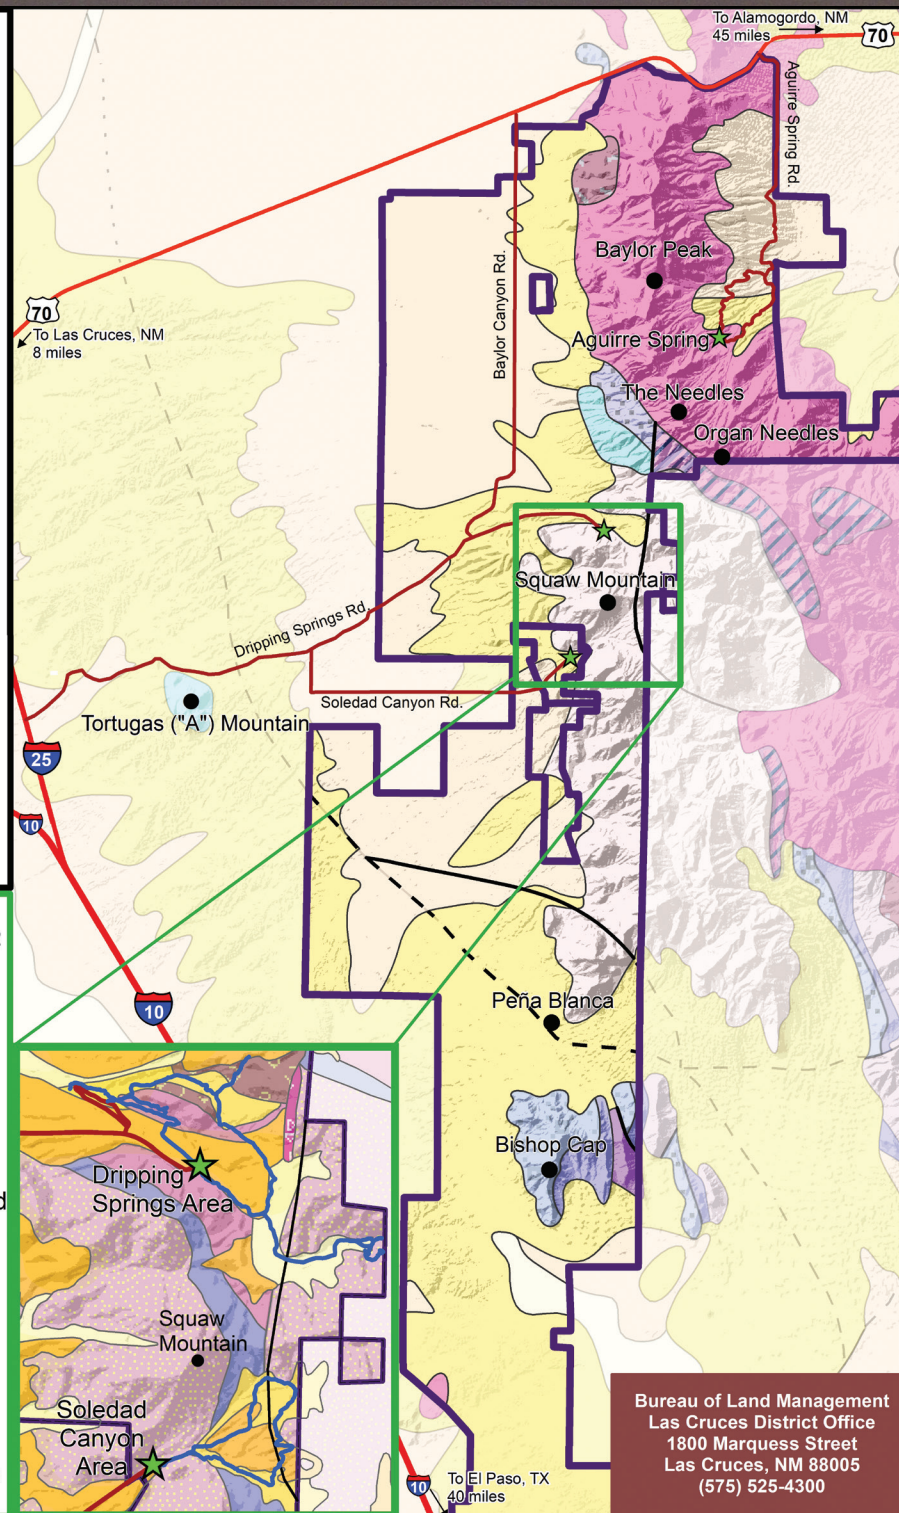 To Alamogordo, NM
45 miles
70
Aguirre Spring Rd.
Baylor Peak
Baylor Canyon Rd.
70
To Las Cruces, NM
8 miles
Aguirre Spring
The Needles
Organ Needles
Squaw Mountain
Dripping Springs Rd.
Soledad Canyon Rd.
Tortugas ("A") Mountain
25
10
10
Peña Blanca
Bishop Cap
Dripping
Springs Area
d
Squaw
Mountain
Soledad
Canyon
Area
10
To El Paso, TX
40 miles
Bureau of Land Management
Las Cruces District Office
1800 Marquess Street
Las Cruces, NM 88005
(575) 525-4300